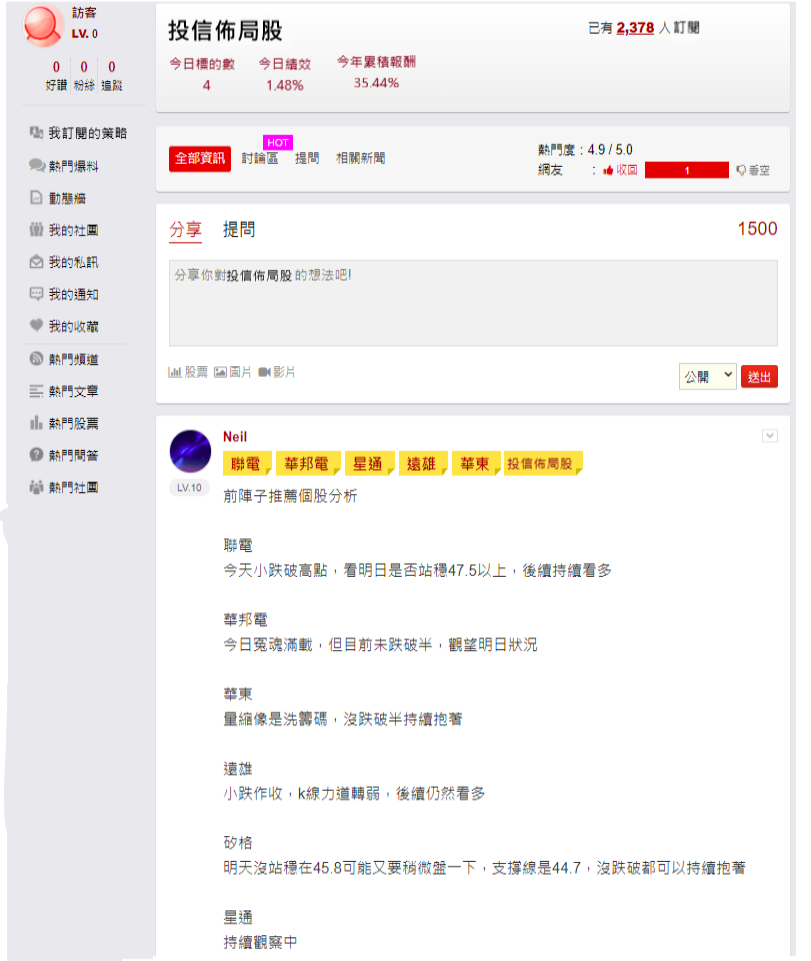 訪客
LV. 0
0 0 0
好讚 粉絲 追蹤
我訂閱的策略
熱門爆料
動態牆
我的社團
我的私訊
我的通知
我的收藏
熱門頻道
熱門文章
熱門股票
熱門問答
熱門社團
投信佈局股
已有 2,378 人訂閱
今日標的數 今日績效 今年累積報酬
4 1.48% 35.44%
HOT
全部資訊 討論區 提問 相關新聞
熱門度：4.9 / 5.0
網友 ： 收回 1 看空
分享 提問 1500
分享你對投信佈局股 的想法吧!
股票 圖片 影片
公開 送出
Neil
聯電 華邦電 星通 遠雄 華東 投信佈局股
LV.10
前陣子推薦個股分析
聯電
今天小跌破高點，看明日是否站穩47.5以上，後續持續看多
華邦電
今日冤魂滿載，但目前未跌破半，觀望明日狀況
華東
量縮像是洗籌碼，沒跌破半持續抱著
遠雄
小跌作收，k線力道轉弱，後續仍然看多
矽格
明天沒站穩在45.8可能又要稍微盤一下，支撐線是44.7，沒跌破都可以持續抱著
星通
持續觀察中